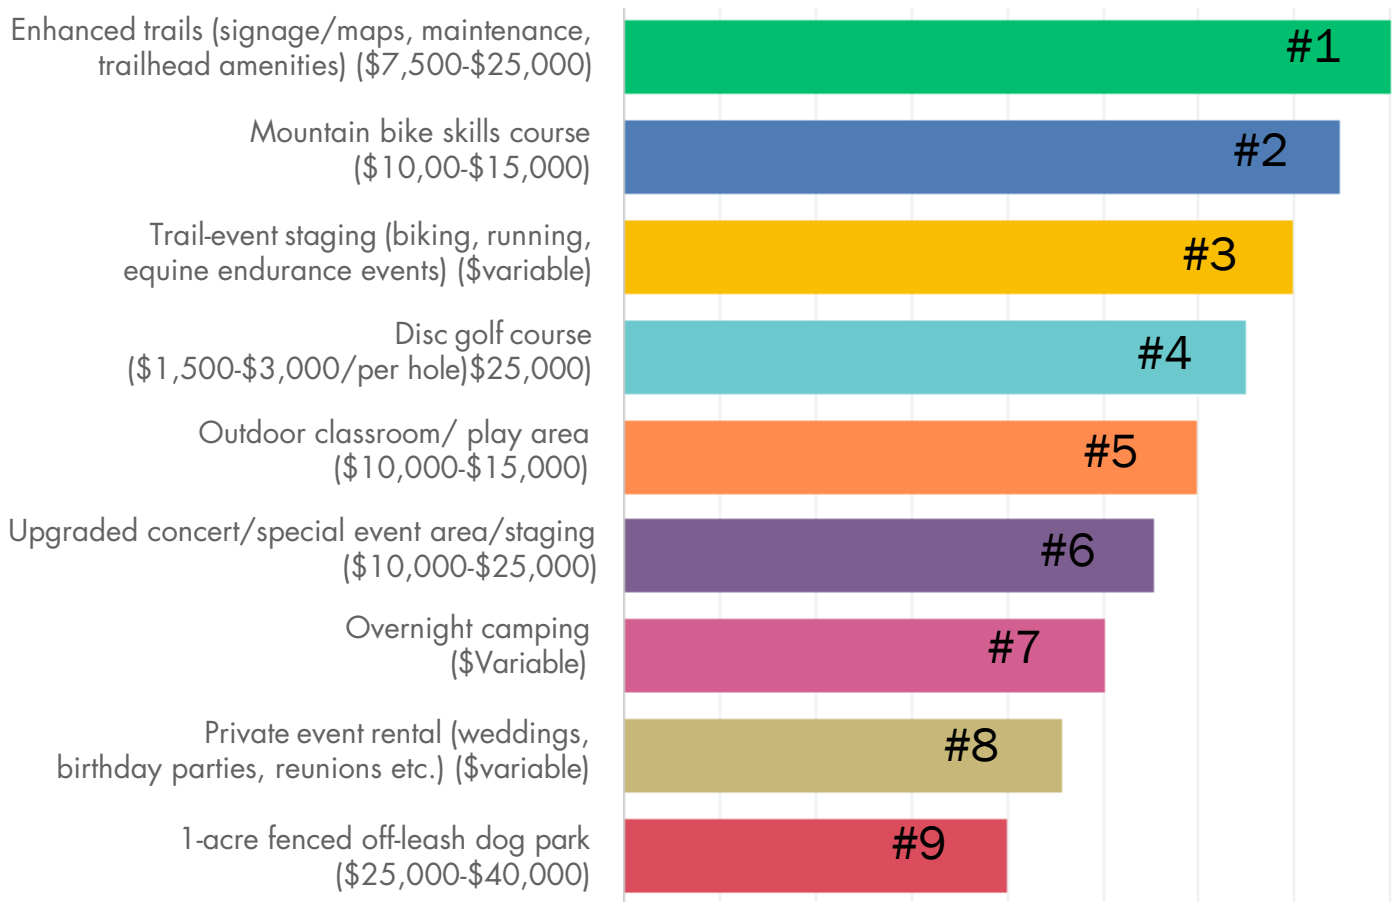 Enhanced trails (signage/maps, maintenance,
trailhead amenities) ($7,500-$25,000)
#1
Mountain bike skills course
($10,00-$15,000)
#2
Trail-event staging (biking, running,
equine endurance events) ($variable)
#3
Disc golf course
($1,500-$3,000/per hole)$25,000)
#4
Outdoor classroom/ play area
($10,000-$15,000)
#5
Upgraded concert/special event area/staging
($10,000-$25,000)
#6
Overnight camping
($Variable)
#7
Private event rental (weddings,
birthday parties, reunions etc.) ($variable)
#8
1-acre fenced off-leash dog park
($25,000-$40,000)
#9